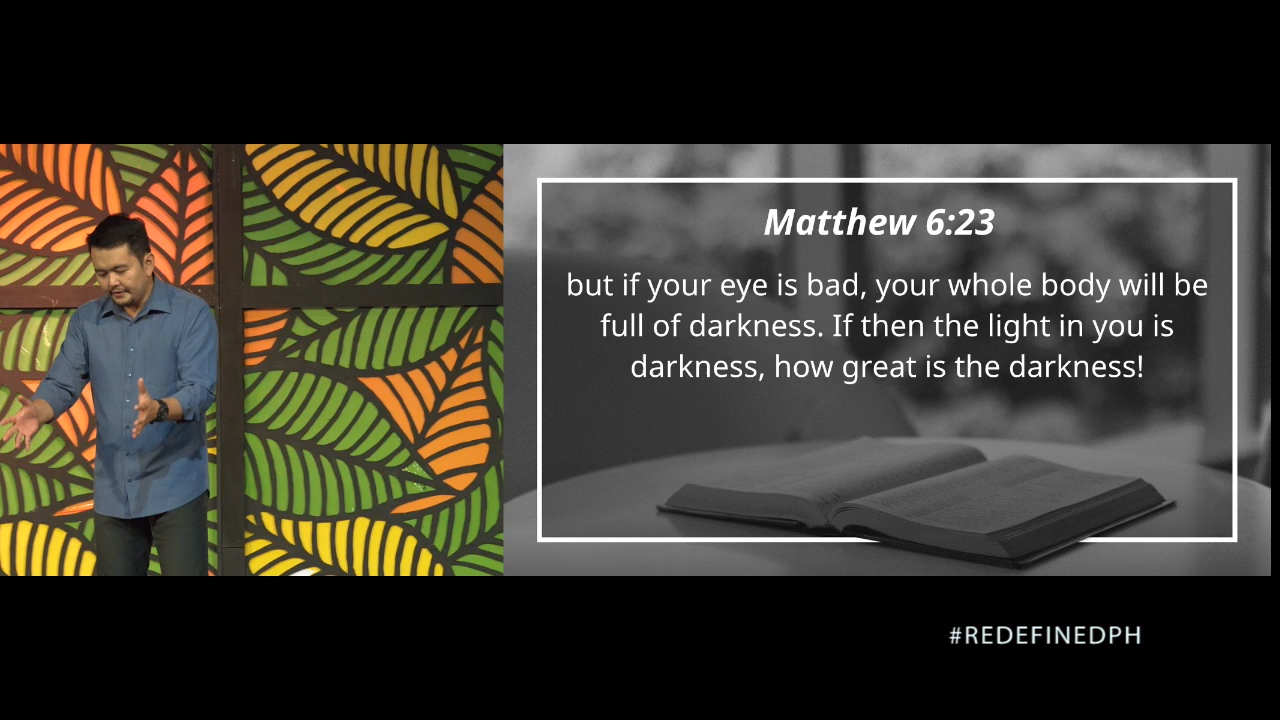 Matthew 6:23
but if your eye is bad, your whole body will be
full of darkness. If then the light in you is
darkness, how great is the darkness!
#REDEFINEDPH